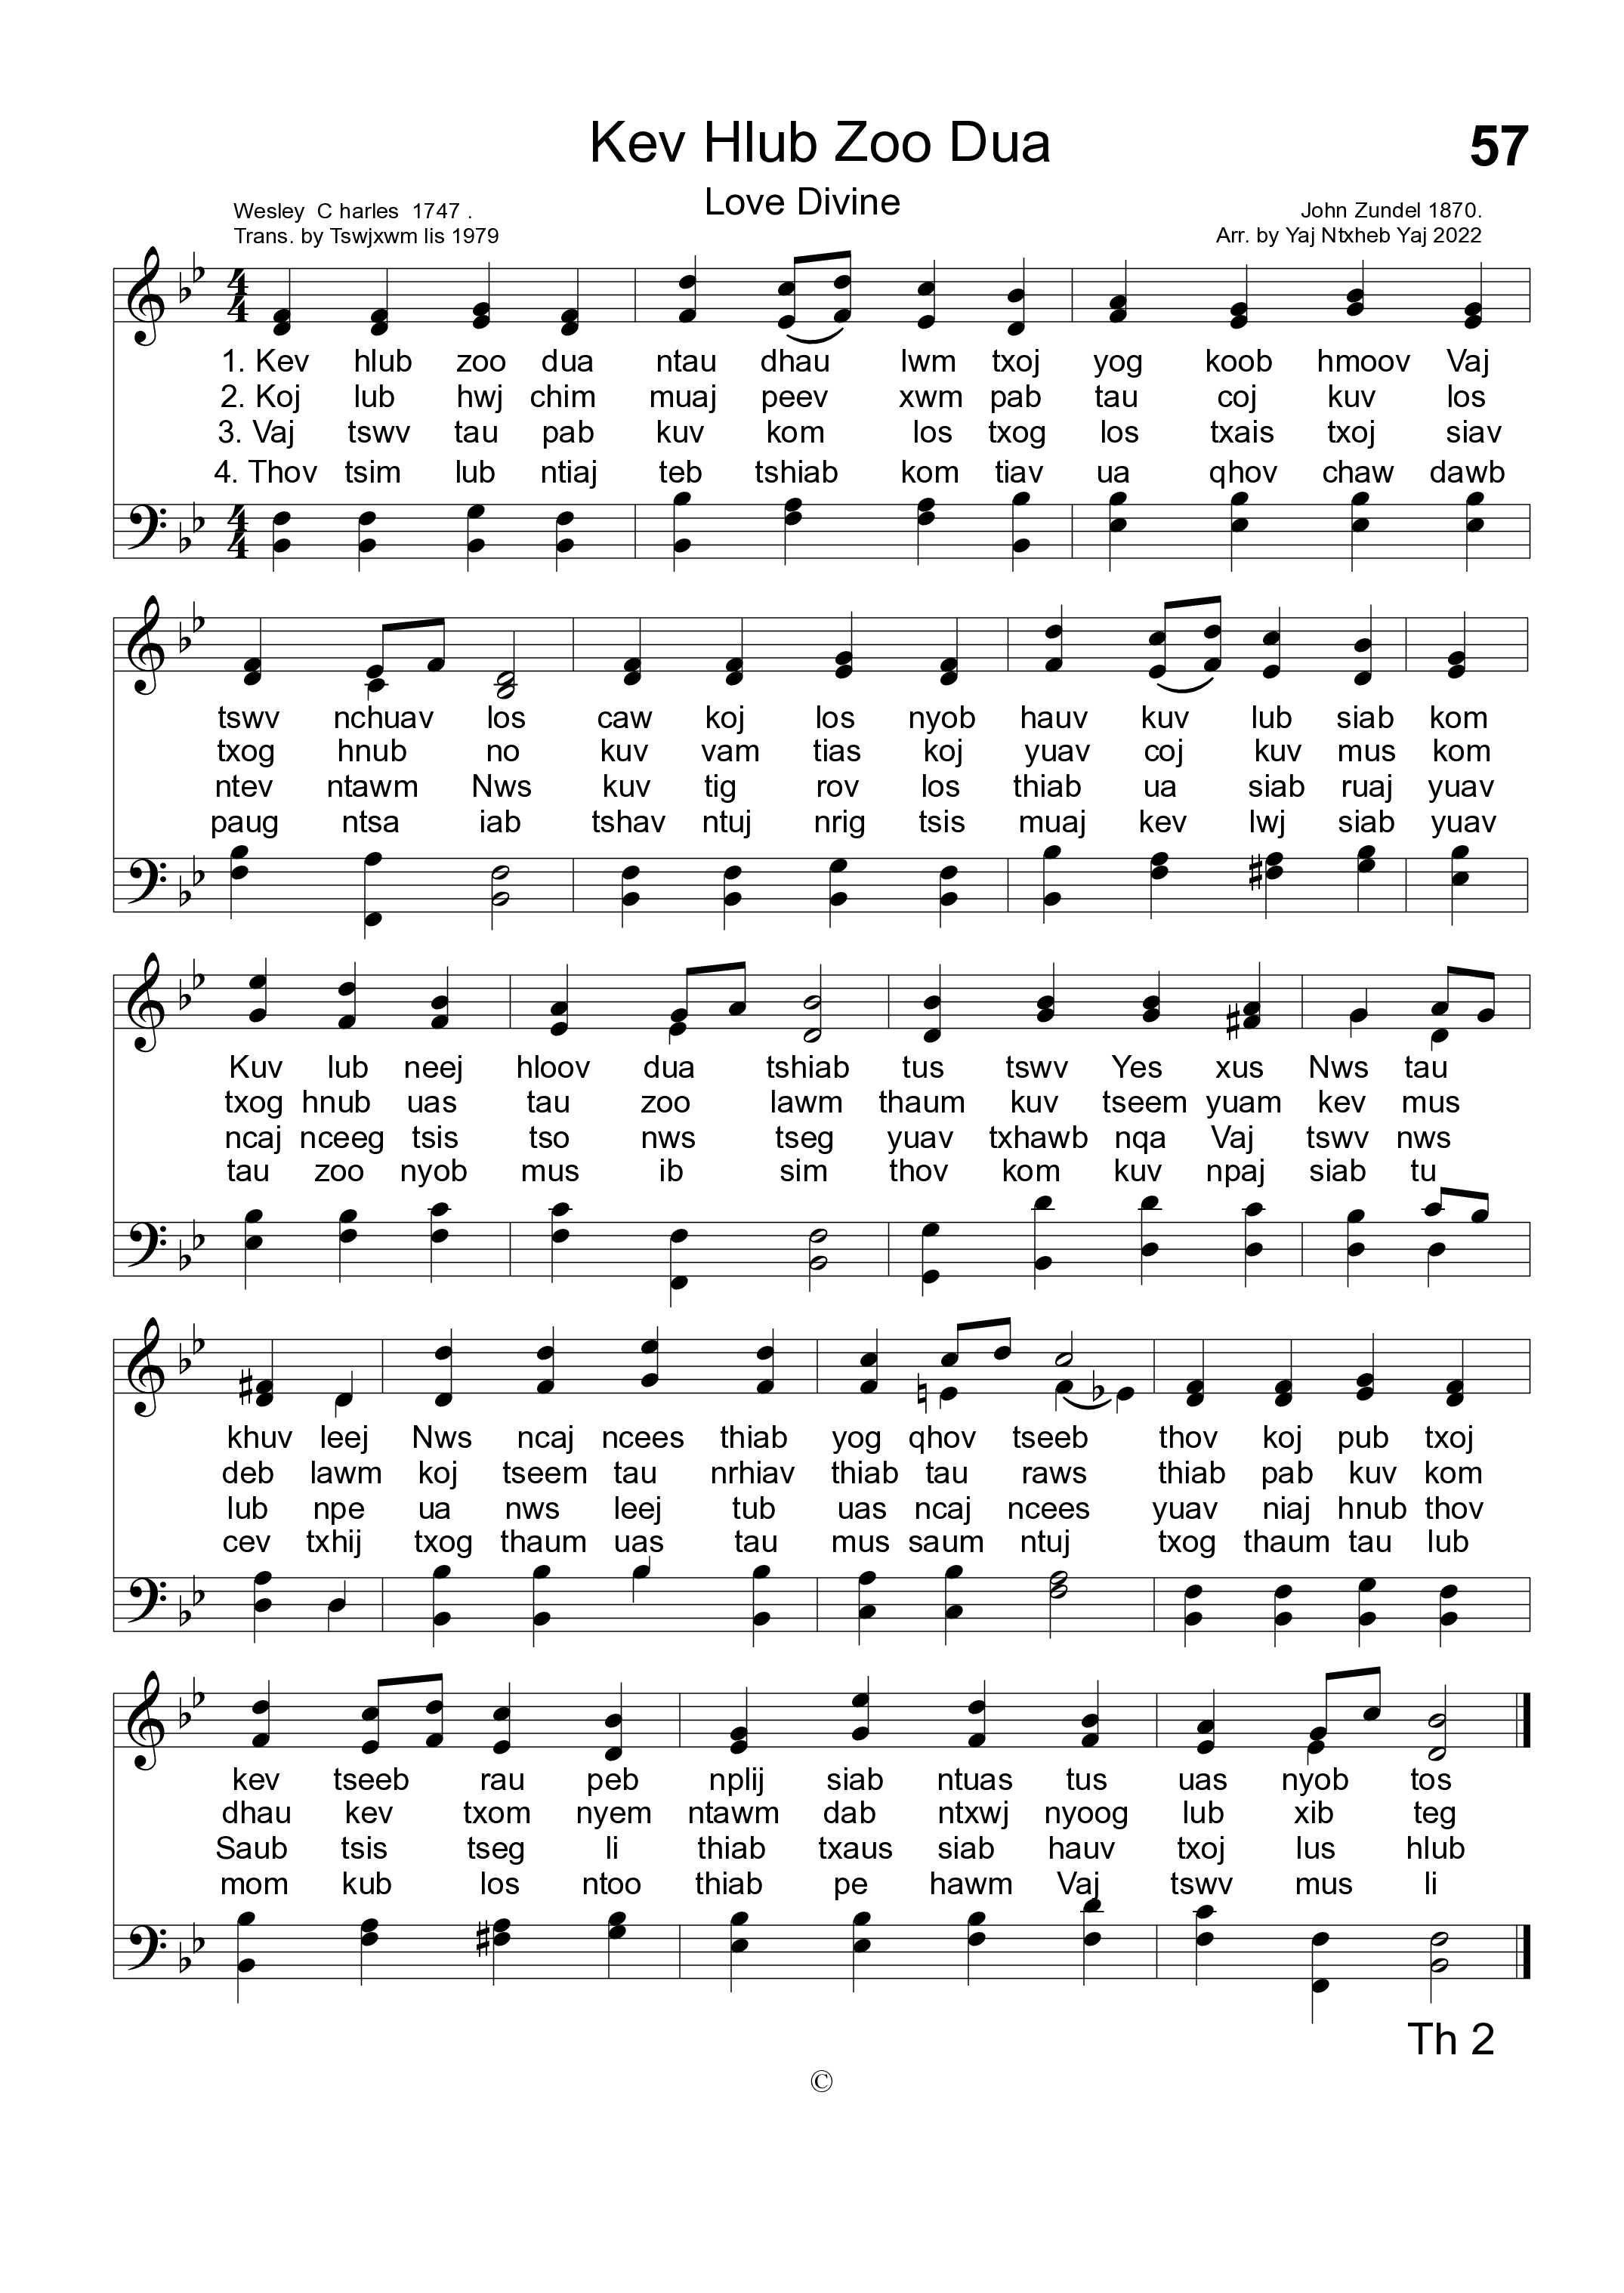 Kev Hlub Zoo Dua
57
Love Divine
Wesley C harles 1747 .
John Zundel 1870.
Trans. by Tswjxwm lis 1979
Arr. by Yaj Ntxheb Yaj 2022
1. Kev hlub zoo dua ntau dhau lwm txoj yog koob hmoov Vaj
2. Koj lub hwj chim muaj peev xwm pab tau coj kuv los
3. Vaj tswv tau pab kuv kom los txog los txais txoj siav
4. Thov tsim lub ntiaj teb tshiab kom tiav ua qhov chaw dawb
tswv nchuav los caw koj los nyob hauv kuv lub siab kom
txog hnub no kuv vam tias koj yuav coj kuv mus kom
ntev ntawm Nws kuv tig rov los thiab ua siab ruaj yuav
paug ntsa iab tshav ntuj nrig tsis muaj kev lwj siab yuav
Kuv lub neej hloov dua tshiab tus tswv Yes xus Nws tau
txog hnub uas tau zoo lawm thaum kuv tseem yuam kev mus
ncaj nceeg tsis tso nws tseg yuav txhawb nqa Vaj tswv nws
tau zoo nyob mus ib sim thov kom kuv npaj siab tu
khuv leej Nws ncaj ncees thiab yog qhov tseeb thov koj pub txoj
deb lawm koj tseem tau nrhiav thiab tau raws thiab pab kuv kom
lub npe ua nws leej tub uas ncaj ncees yuav niaj hnub thov
cev txhij txog thaum uas tau mus saum ntuj txog thaum tau lub
kev tseeb rau peb nplij siab ntuas tus uas nyob tos
dhau kev txom nyem ntawm dab ntxwj nyoog lub xib teg
Saub tsis tseg li thiab txaus siab hauv txoj lus hlub
mom kub los ntoo thiab pe hawm Vaj tswv mus li
Th 2
©